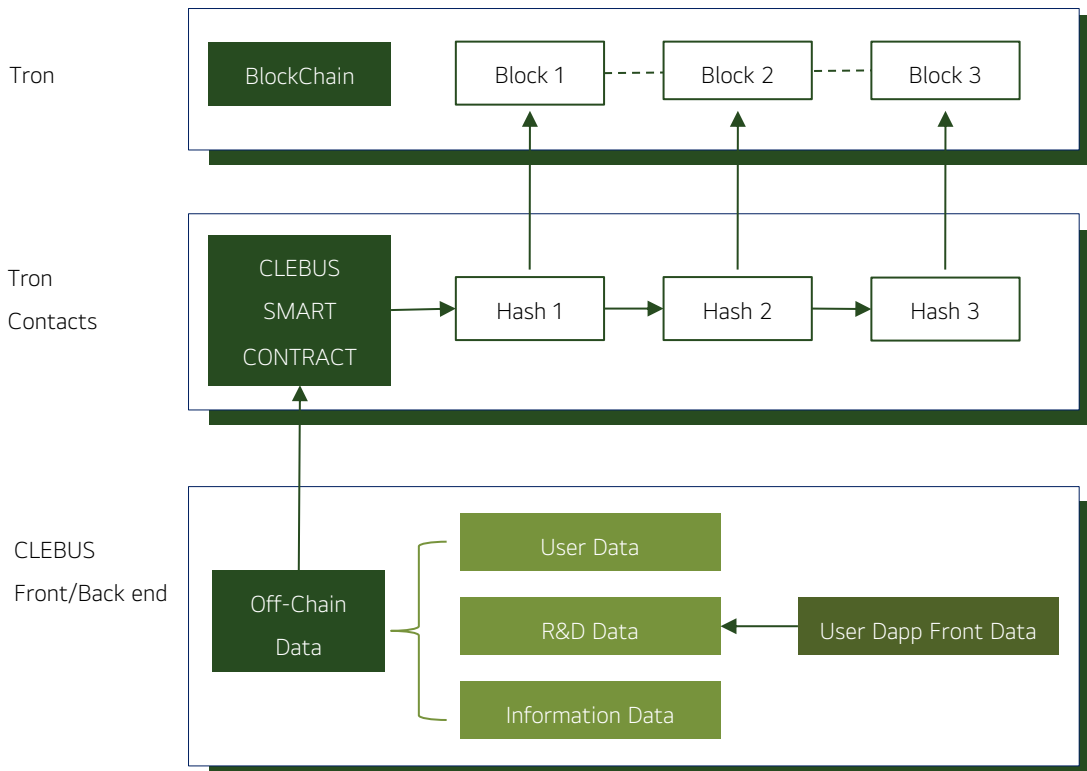 Tron
BlockChain
Block 1
Block 2
Block 3
Tron
Contacts
CLEBUS
SMART
CONTRACT
Hash 1
Hash 2
Hash 3
CLEBUS
Front/Back end
Off-Chain
Data
User Data
R&D Data
User Dapp Front Data
Information Data